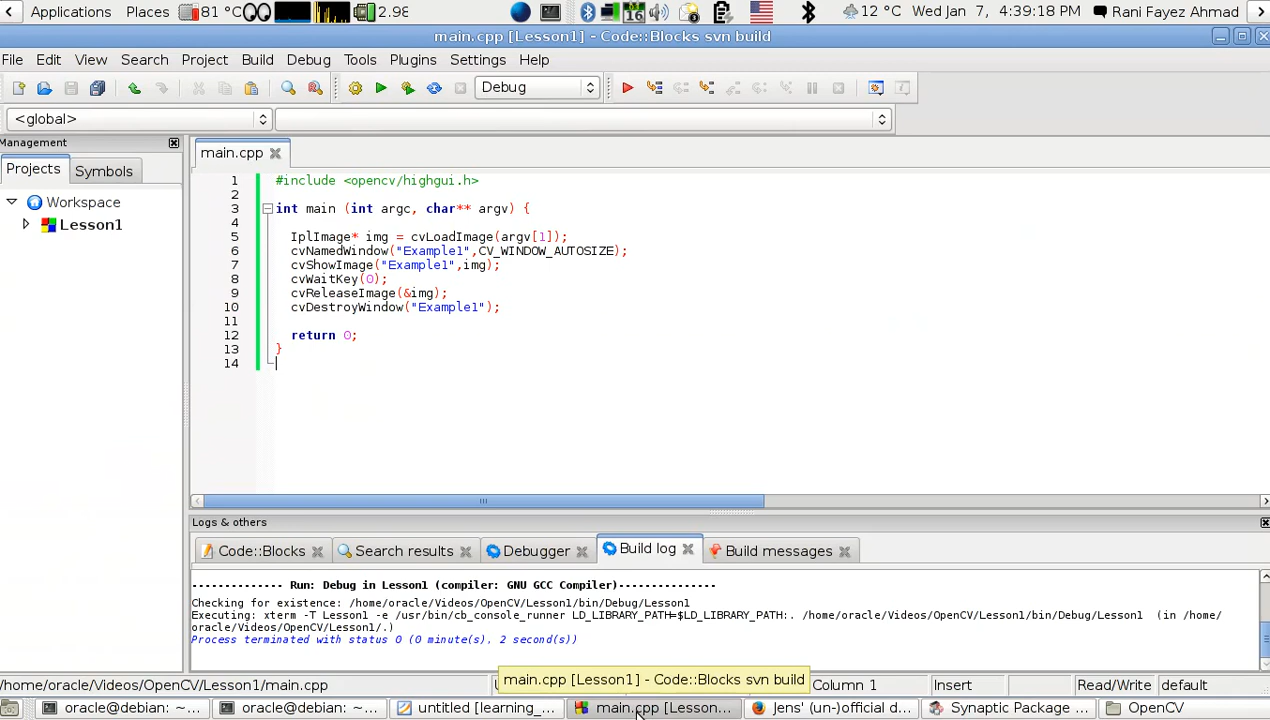 Applications Places 81 °C 2.98 16 12 °C Wed Jan 7, 4:39:18 PM Rani Fayez Ahmad
main.cpp [Lesson1] - Code::Blocks svn build
File Edit View Search Project Build Debug Tools Plugins Settings Help
Debug
<global>
Management
main.cpp
Projects Symbols
Workspace
Lesson1
1 #include <opencv/highgui.h>
2
3 int main (int argc, char** argv) {
4
5 IplImage* img = cvLoadImage(argv[1]);
6 cvNamedWindow("Example1",CV_WINDOW_AUTOSIZE);
7 cvShowImage("Example1",img);
8 cvWaitKey(0);
9 cvReleaseImage(&img);
10 cvDestroyWindow("Example1");
11
12 return 0;
13 }
14
Logs & others
Code::Blocks Search results Debugger Build log Build messages
-------------- Run: Debug in Lesson1 (compiler: GNU GCC Compiler)---------------
Checking for existence: /home/oracle/Videos/OpenCV/Lesson1/bin/Debug/Lesson1
Executing: xterm -T Lesson1 -e /usr/bin/cb_console_runner LD_LIBRARY_PATH=$LD_LIBRARY_PATH:. /home/oracle/Videos/OpenCV/Lesson1/bin/Debug/Lesson1 (in /home/
oracle/Videos/OpenCV/Lesson1/.)
Process terminated with status 0 (0 minute(s), 2 second(s))
main.cpp [Lesson1] - Code::Blocks svn build
/home/oracle/Videos/OpenCV/Lesson1/main.cpp Column 1 Insert Read/Write default
oracle@debian: ~... oracle@debian: ~... untitled [learning_... main.cpp [Lesson... Jens' (un-)official d... Synaptic Package ... OpenCV